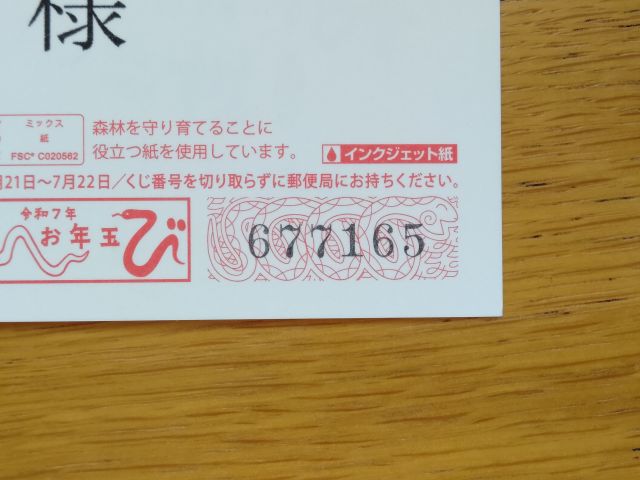 様
ミックス
紙
FSC® C020562
森林を守り育てることに
役立つ紙を使用しています。
インクジェット紙
月21日～7月22日／くじ番号を切り取らずに郵便局にお持ちください。
令和7年
お年玉
び
677165